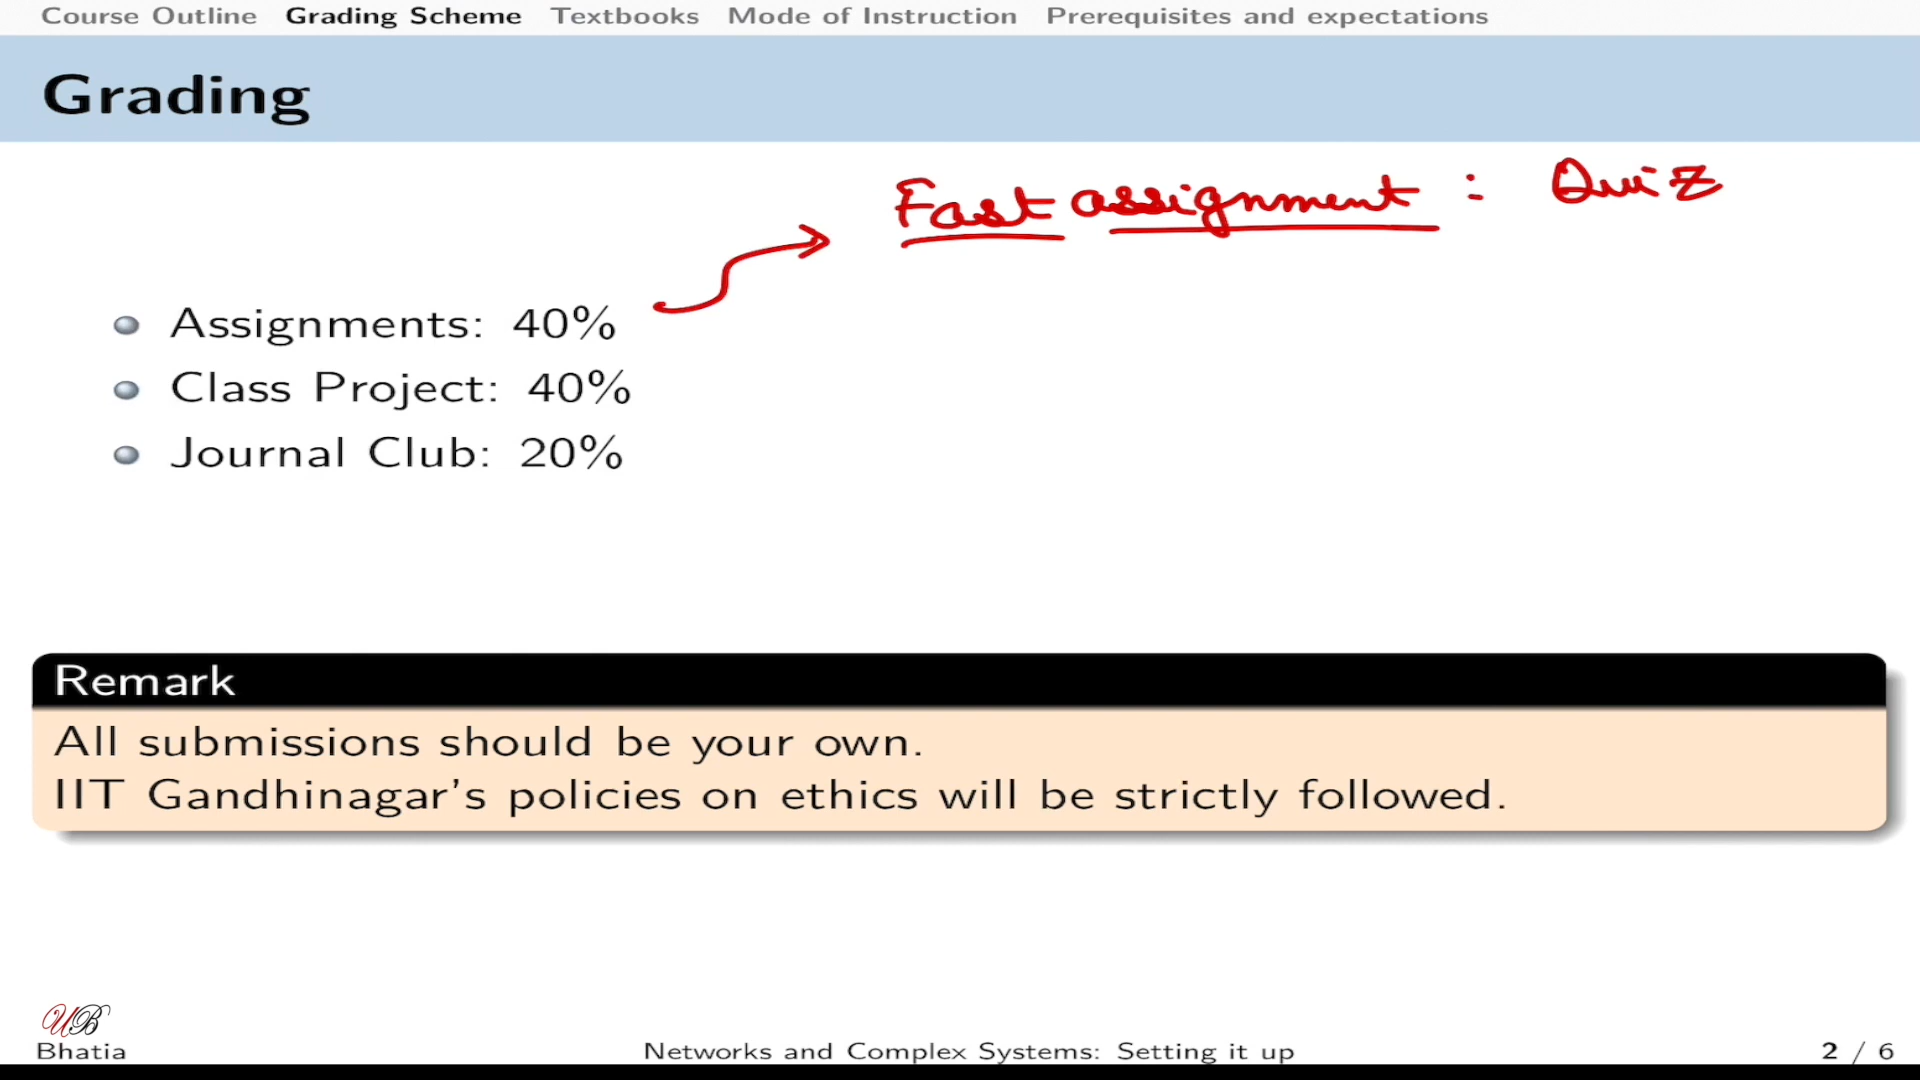 Course Outline Grading Scheme Textbooks Mode of Instruction Prerequisites and expectations
Grading
Fast assignment : Quiz
Assignments: 40%
Class Project: 40%
Journal Club: 20%
Remark
All submissions should be your own.
IIT Gandhinagar's policies on ethics will be strictly followed.
UB
Bhatia Networks and Complex Systems: Setting it up 2 / 6